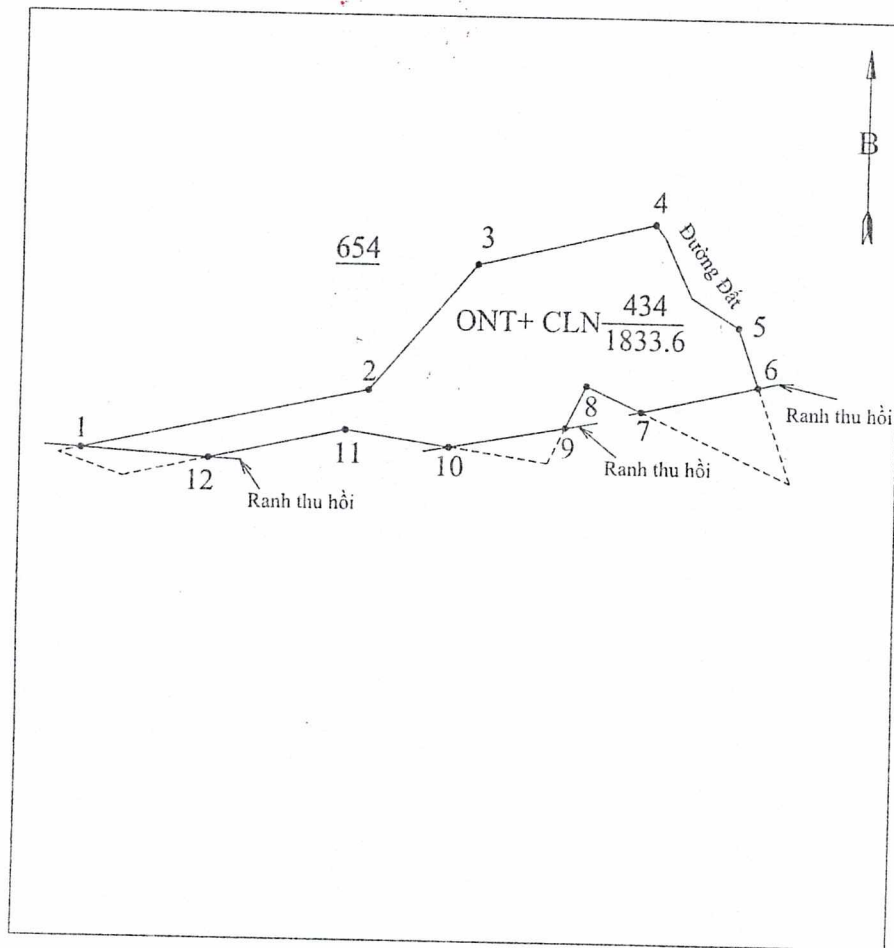 B
4
3
654
Đường Đất
ONT+ CLN 434
1833.6
5
2
6
8
Ranh thu hồi
1
7
11
9
10
12
Ranh thu hồi
Ranh thu hồi